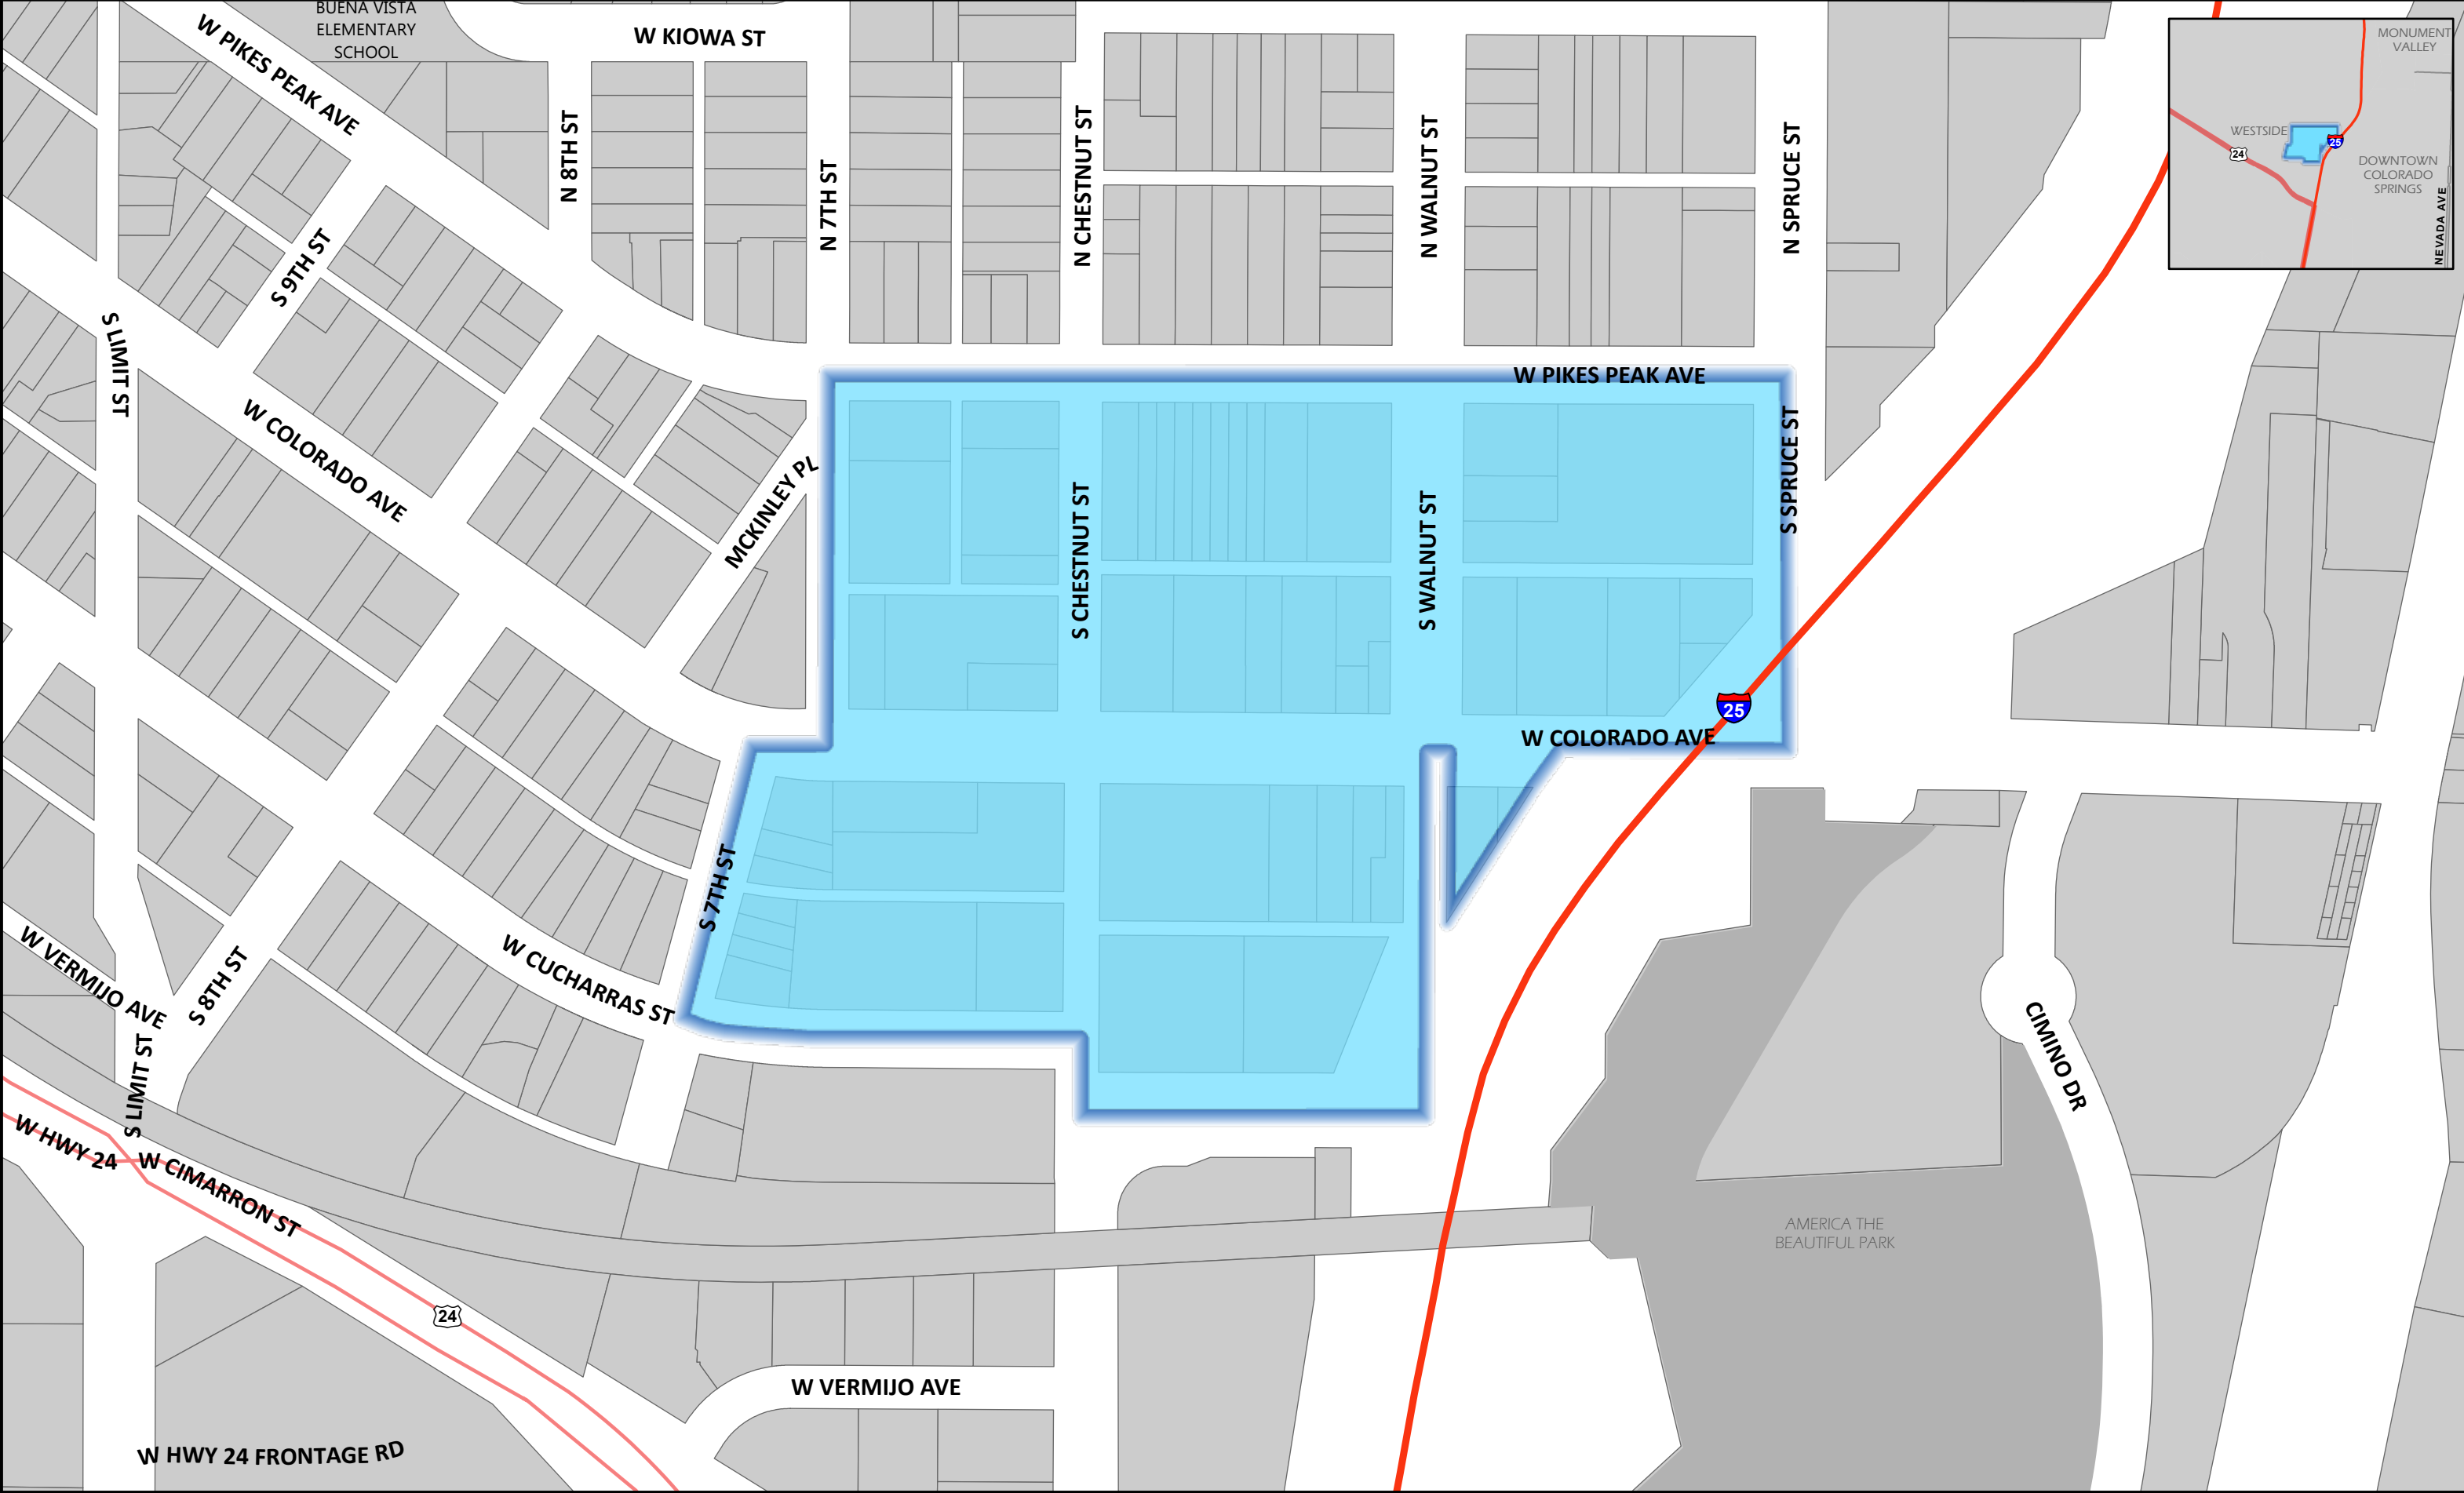 BUENA VISTA
ELEMENTARY
SCHOOL
W KIOWA ST
W PIKES PEAK AVE
N 8TH ST
N 7TH ST
N CHESTNUT ST
N WALNUT ST
N SPRUCE ST
MONUMENT
VALLEY
WESTSIDE
24
25
DOWNTOWN
COLORADO
SPRINGS
NEVADA AVE
S 9TH ST
S LIMIT ST
W COLORADO AVE
MCKINLEY PL
W PIKES PEAK AVE
S CHESTNUT ST
S WALNUT ST
S SPRUCE ST
25
W COLORADO AVE
S 7TH ST
W CUCHARRAS ST
W VERMIJO AVE
S 8TH ST
S LIMIT ST
CIMINO DR
W HWY 24
W CIMARRON ST
AMERICA THE
BEAUTIFUL PARK
24
W VERMIJO AVE
W HWY 24 FRONTAGE RD